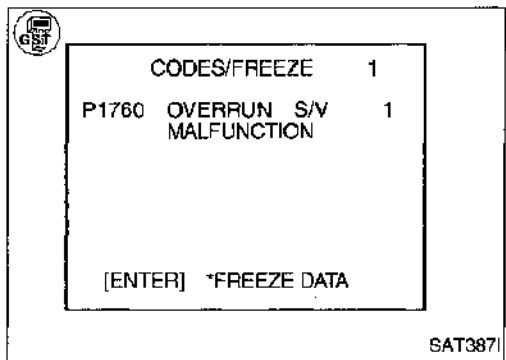 GST
CODES/FREEZE 1
P1760 OVERRUN S/V 1
MALFUNCTION
[ENTER] *FREEZE DATA
SAT387I